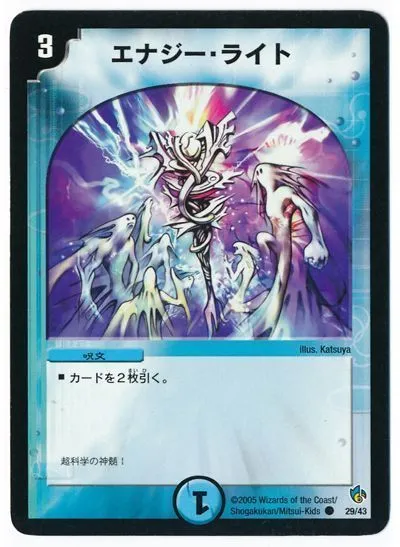 3
エナジー・ライト
illus. Katsuya
呪文
■ カードを2枚引く。
超科学の神髄！
1
©2005 Wizards of the Coast/
Shogakukan/Mitsui-Kids ● 29/43